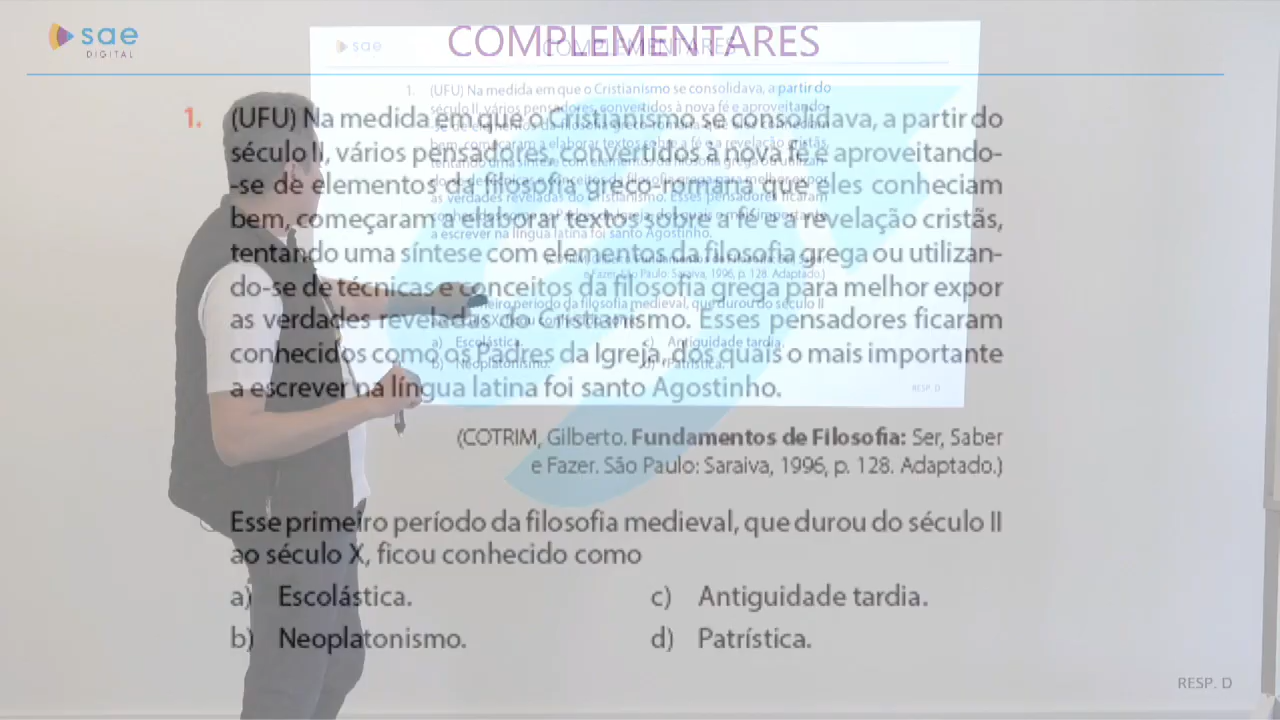 sae
DIGITAL
COMPLEMENTARES
1. (UFU) Na medida em que o Cristianismo se consolidava, a partir do
século II, vários pensadores, convertidos à nova fé e aproveitando-
-se de elementos da filosofia greco-romana que eles conheciam
bem, começaram a elaborar textos sobre a fé e a revelação cristãs,
tentando uma síntese com elementos da filosofia grega ou utilizan-
do-se de técnicas e conceitos da filosofia grega para melhor expor
as verdades reveladas do Cristianismo. Esses pensadores ficaram
conhecidos como os Padres da Igreja, dos quais o mais importante
a escrever na língua latina foi santo Agostinho.
(COTRIM, Gilberto. Fundamentos de Filosofia: Ser, Saber
e Fazer. São Paulo: Saraiva, 1996, p. 128. Adaptado.)
Esse primeiro período da filosofia medieval, que durou do século II
ao século X, ficou conhecido como
a) Escolástica.
b) Neoplatonismo.
c) Antiguidade tardia.
d) Patrística.
RESP. D